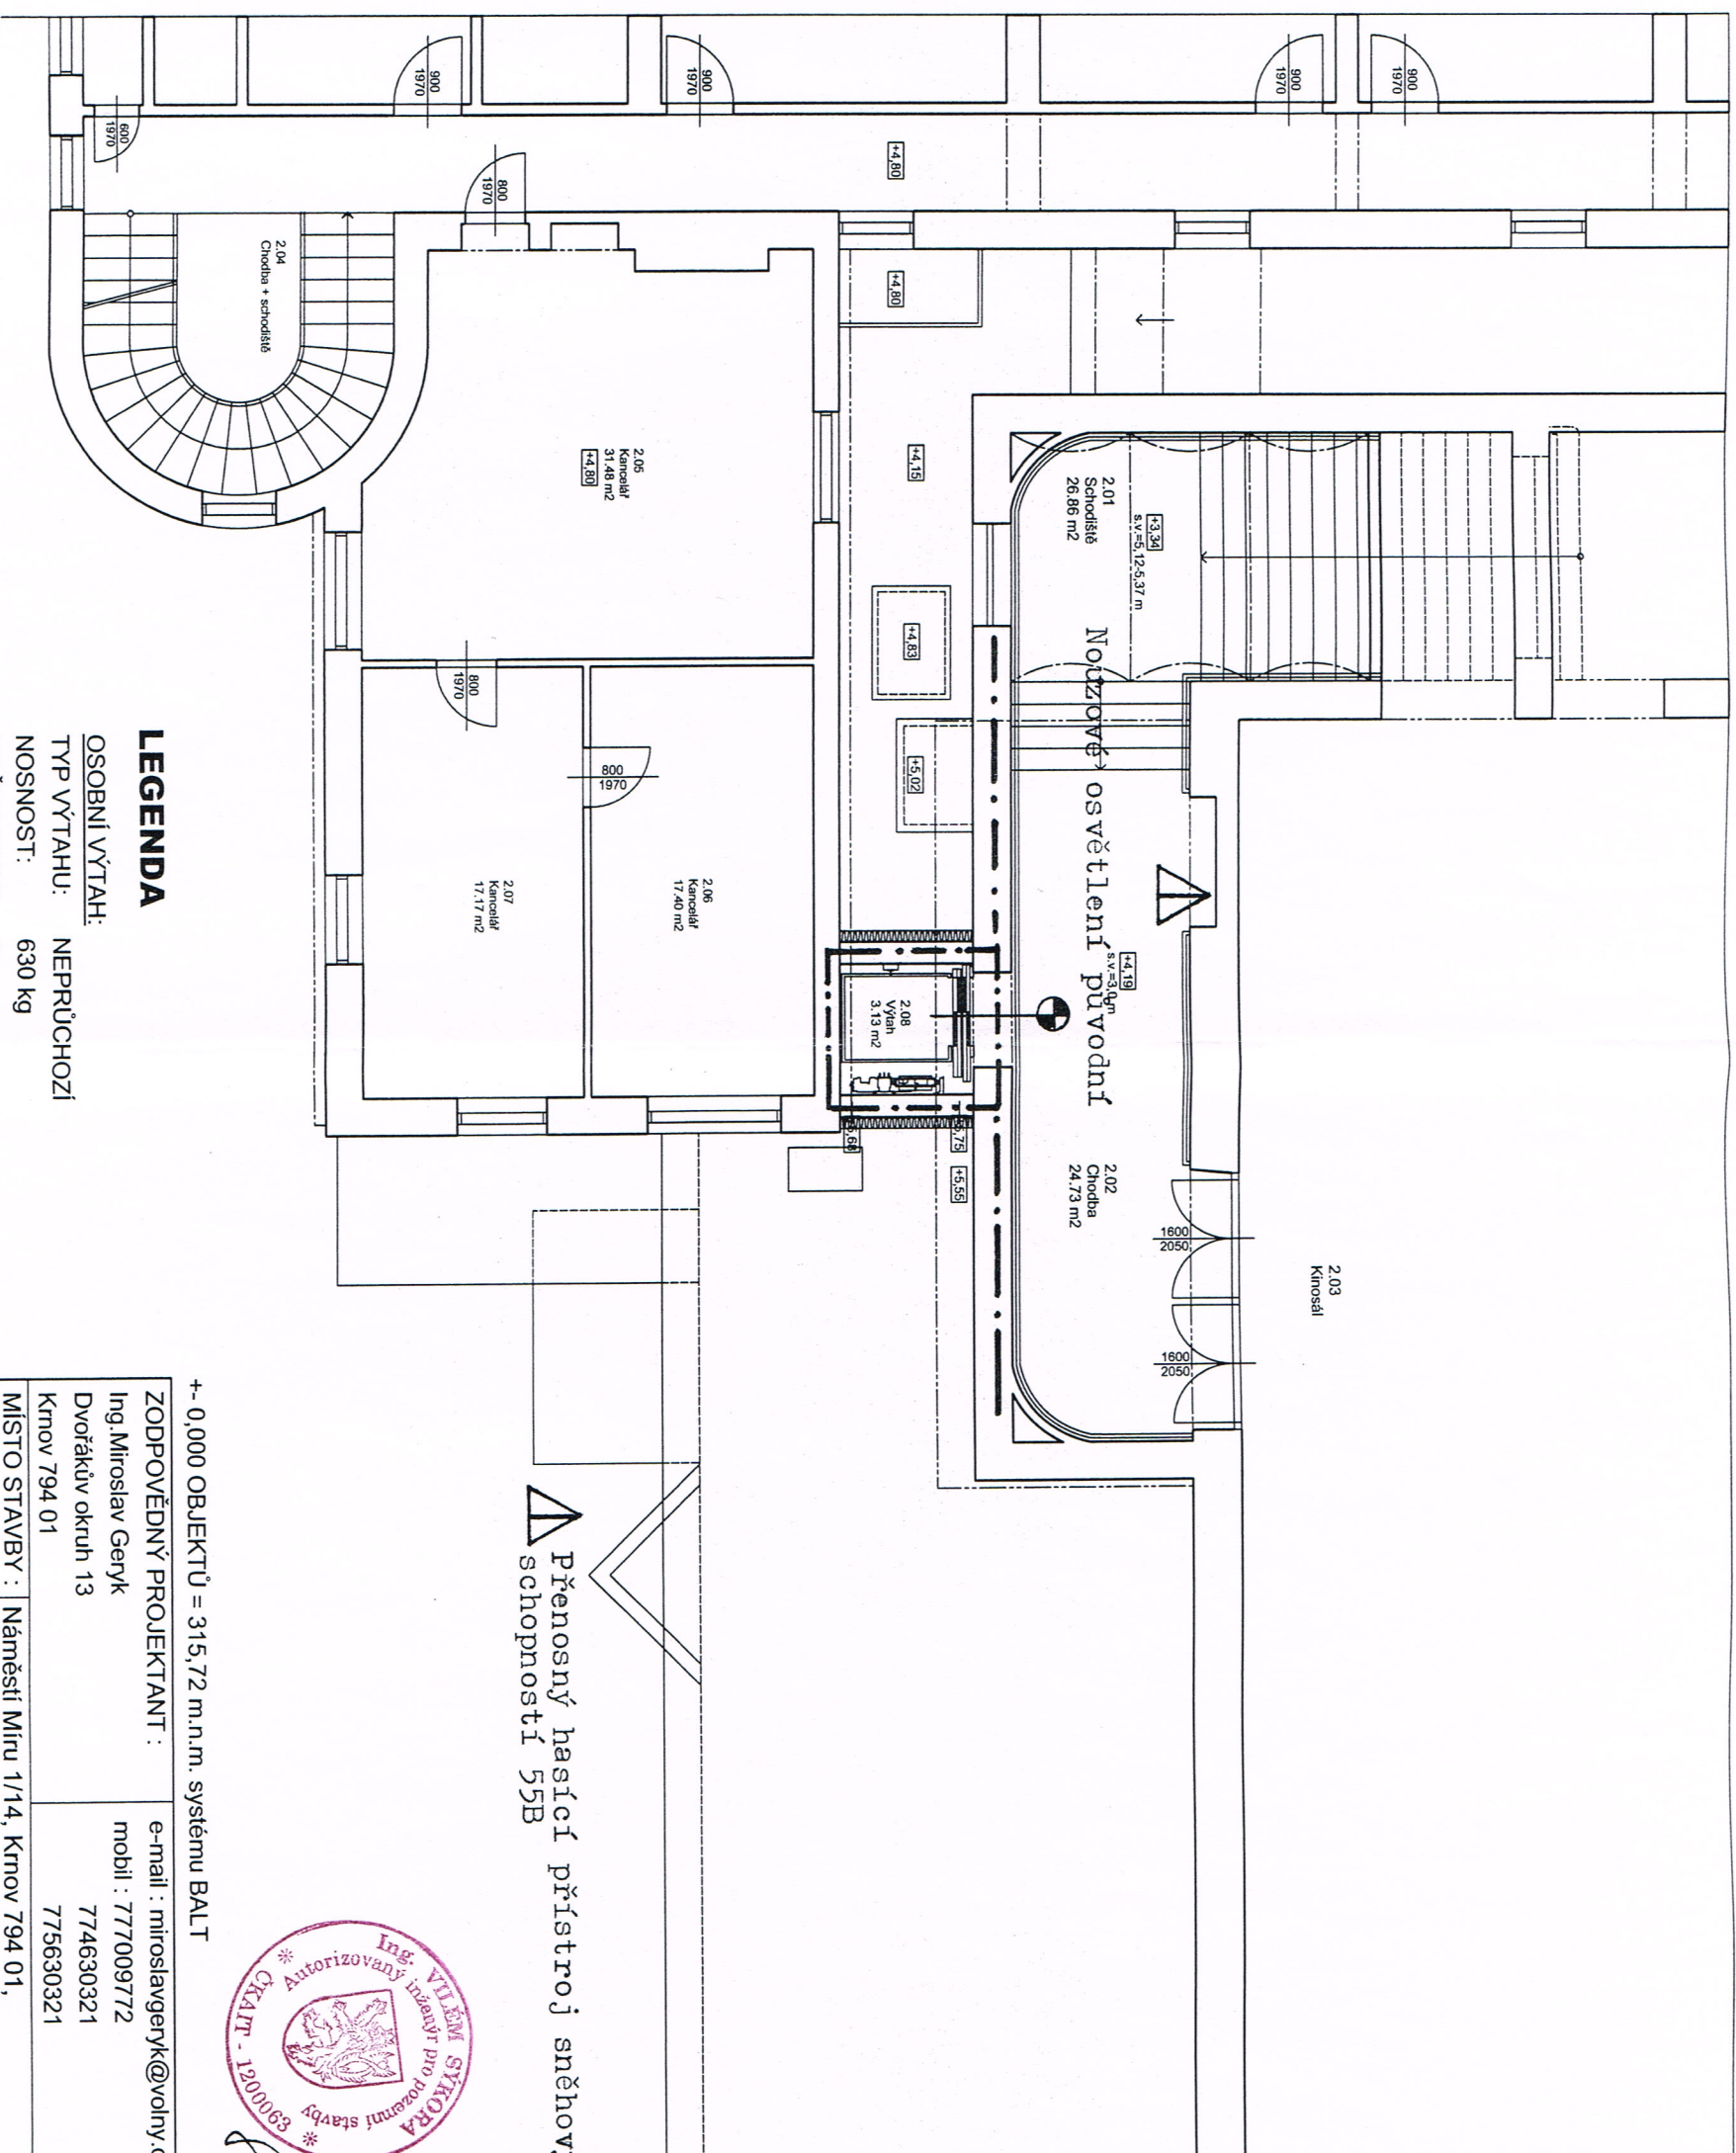 900
1970
900
1970
900
1970
900
1970
600
1970
800
1970
+4,80
2.04
Chodba + schodiště
+4,80
2.05
Kancelář
31.48 m2
+4,80
+4,15
2.01
Schodiště
26.86 m2
+3,34
s.v.=5,12-5,37 m
+4,83
+5,02
800
1970
800
1970
2.07
Kancelář
17.17 m2
2.06
Kancelář
17.40 m2
2.08
Výtah
3.13 m2
Nouzové osvětlení původní
+4,19
s.v.=3,0 m
+5,55
2.02
Chodba
24.73 m2
1600
2050
1600
2050
2.03
Kinosál
LEGENDA
OSOBNÍ VÝTAH:
TYP VÝTAHU: NEPRŮCHOZÍ
NOSNOST: 630 kg
Přenosný hasící přístroj sněhový
schopností 55B
+- 0,000 OBJEKTŮ = 315,72 m.n.m. systému BALT
ZODPOVĚDNÝ PROJEKTANT :
Ing.Miroslav Geryk
Dvořákův okruh 13
Krnov 794 01
e-mail : miroslavgeryk@volny.c
mobil : 777009772
774630321
775630321
MÍSTO STAVBY : Náměstí Míru 1/14, Krnov 794 01,
Ing. VILÉM SÝKORA
Autorizovaný inženýr pro pozemní stavby
* ČKAIT - 1200063 *